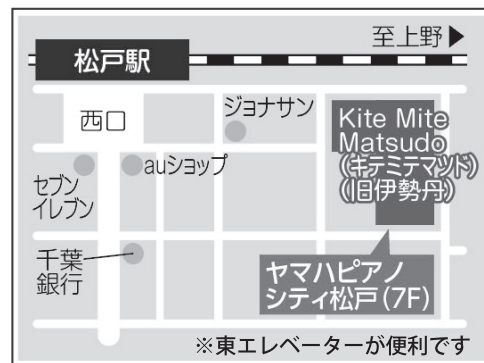 至上野▶
松戸駅
西口
ジョナサン
Kite Mite
Matsudo
(キテミテマツド)
(旧伊勢丹)
auショップ
セブン
イレブン
千葉
銀行
ヤマハピアノ
シティ松戸(7F)
※東エレベーターが便利です